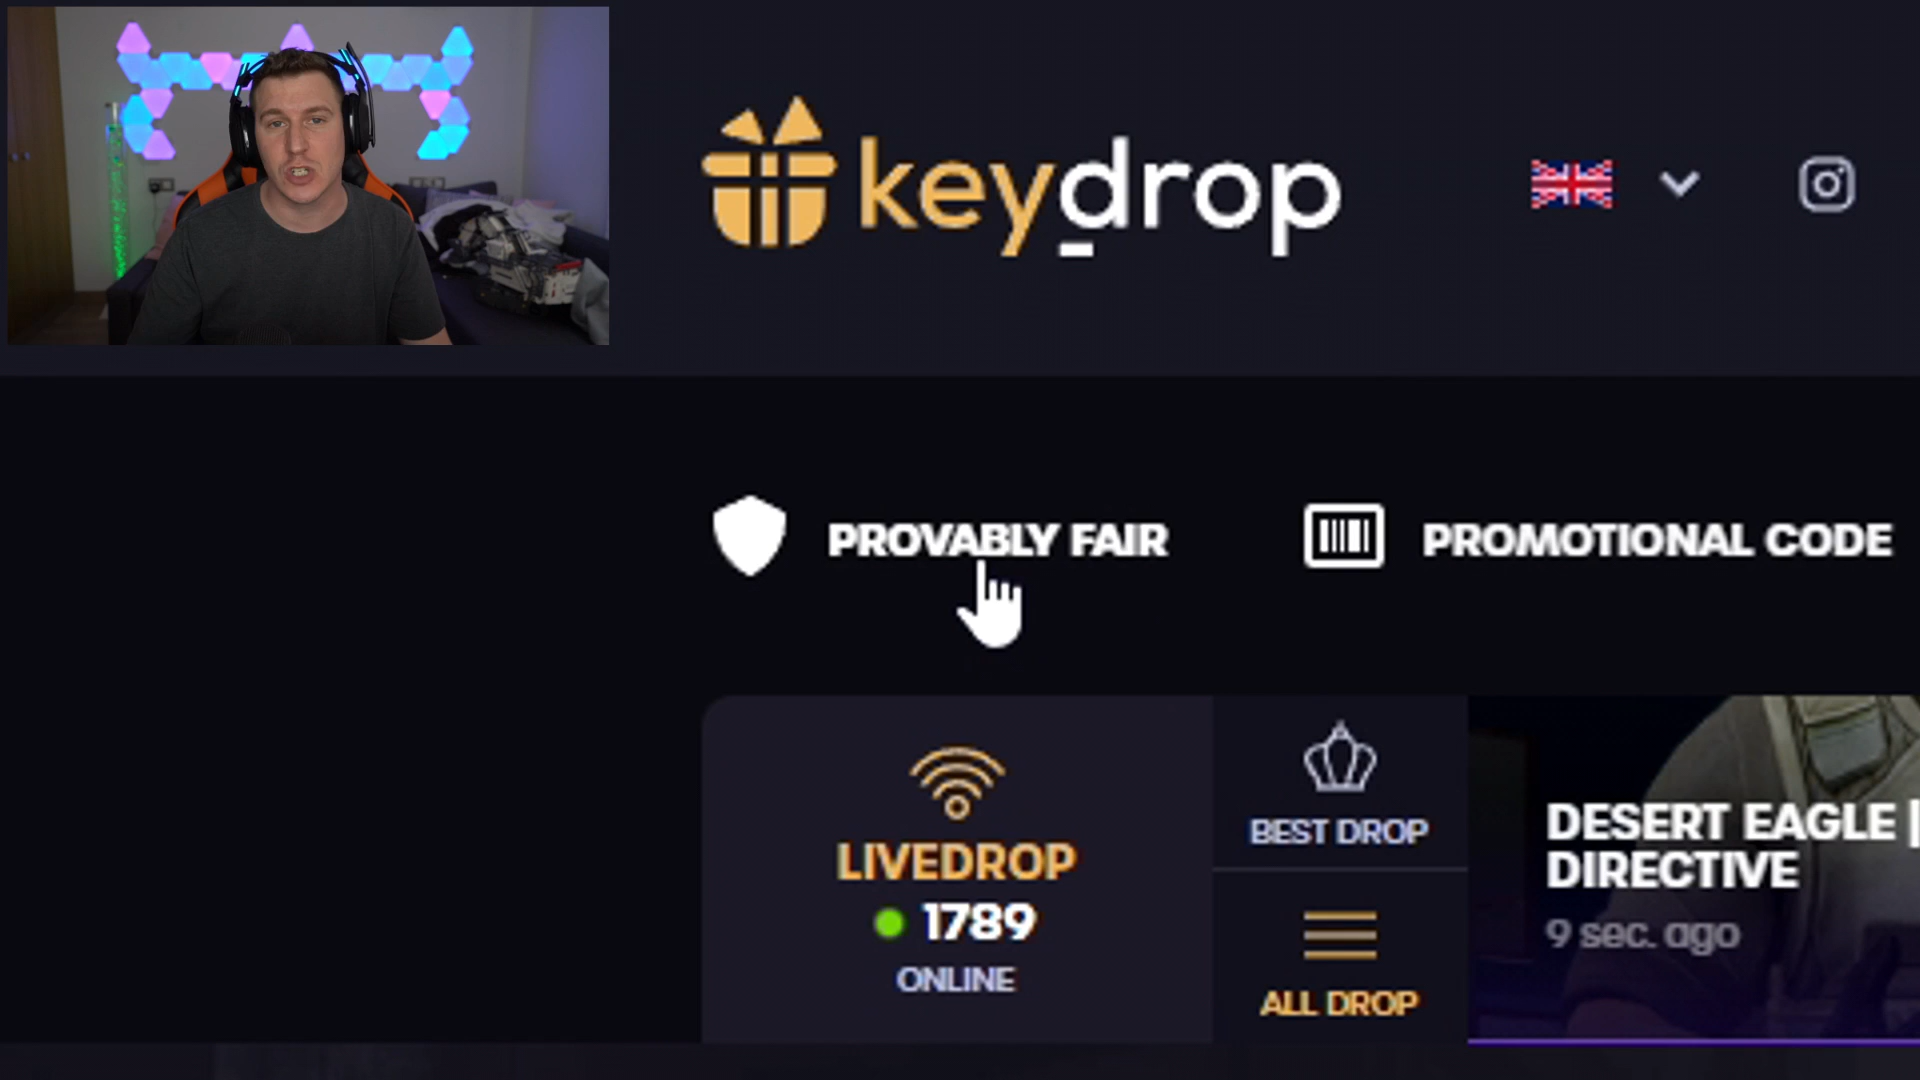 keydrop
PROVABLY FAIR
PROMOTIONAL CODE
LIVEDROP
1789
ONLINE
BEST DROP
ALL DROP
DESERT EAGLE |
DIRECTIVE
9 sec. ago